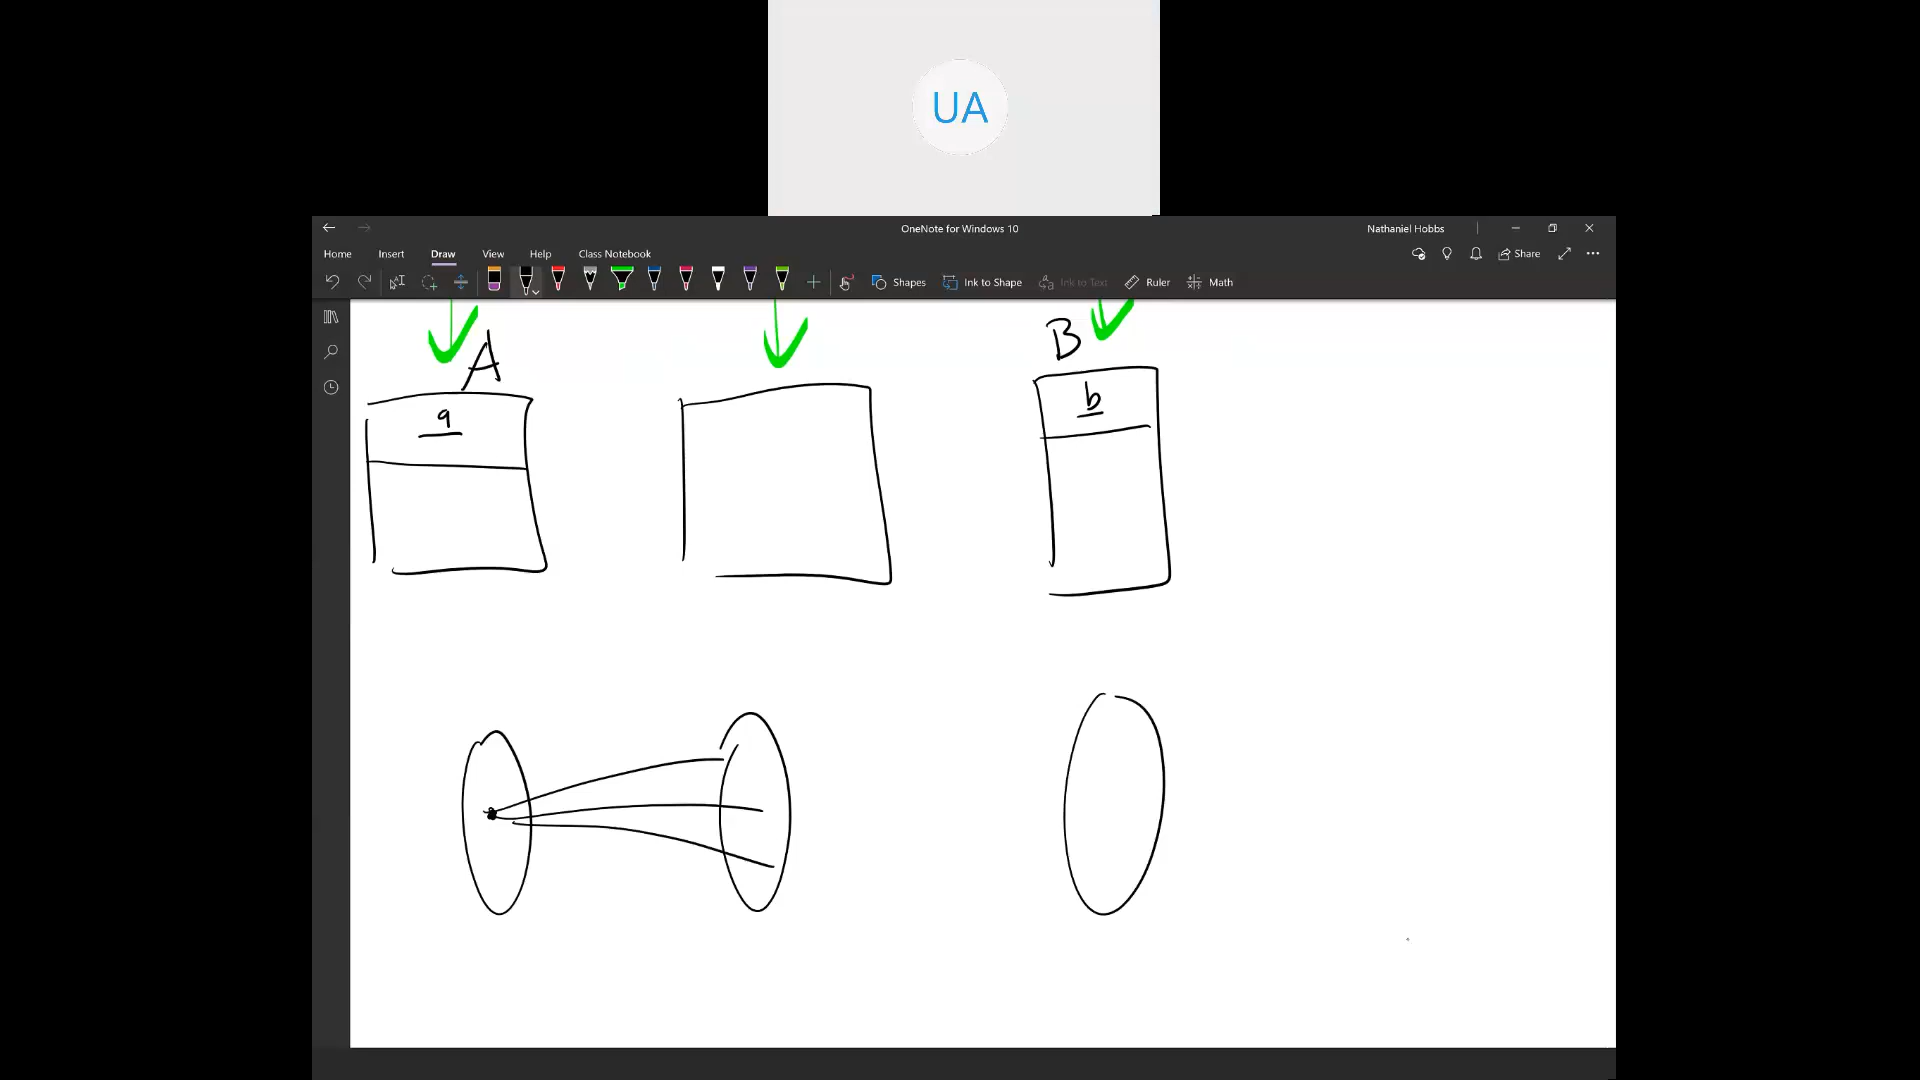 UA
OneNote for Windows 10
Nathaniel Hobbs
Home Insert Draw View Help Class Notebook
Share
Shapes Ink to Shape Ink to Text Ruler Math
A
B
a
b